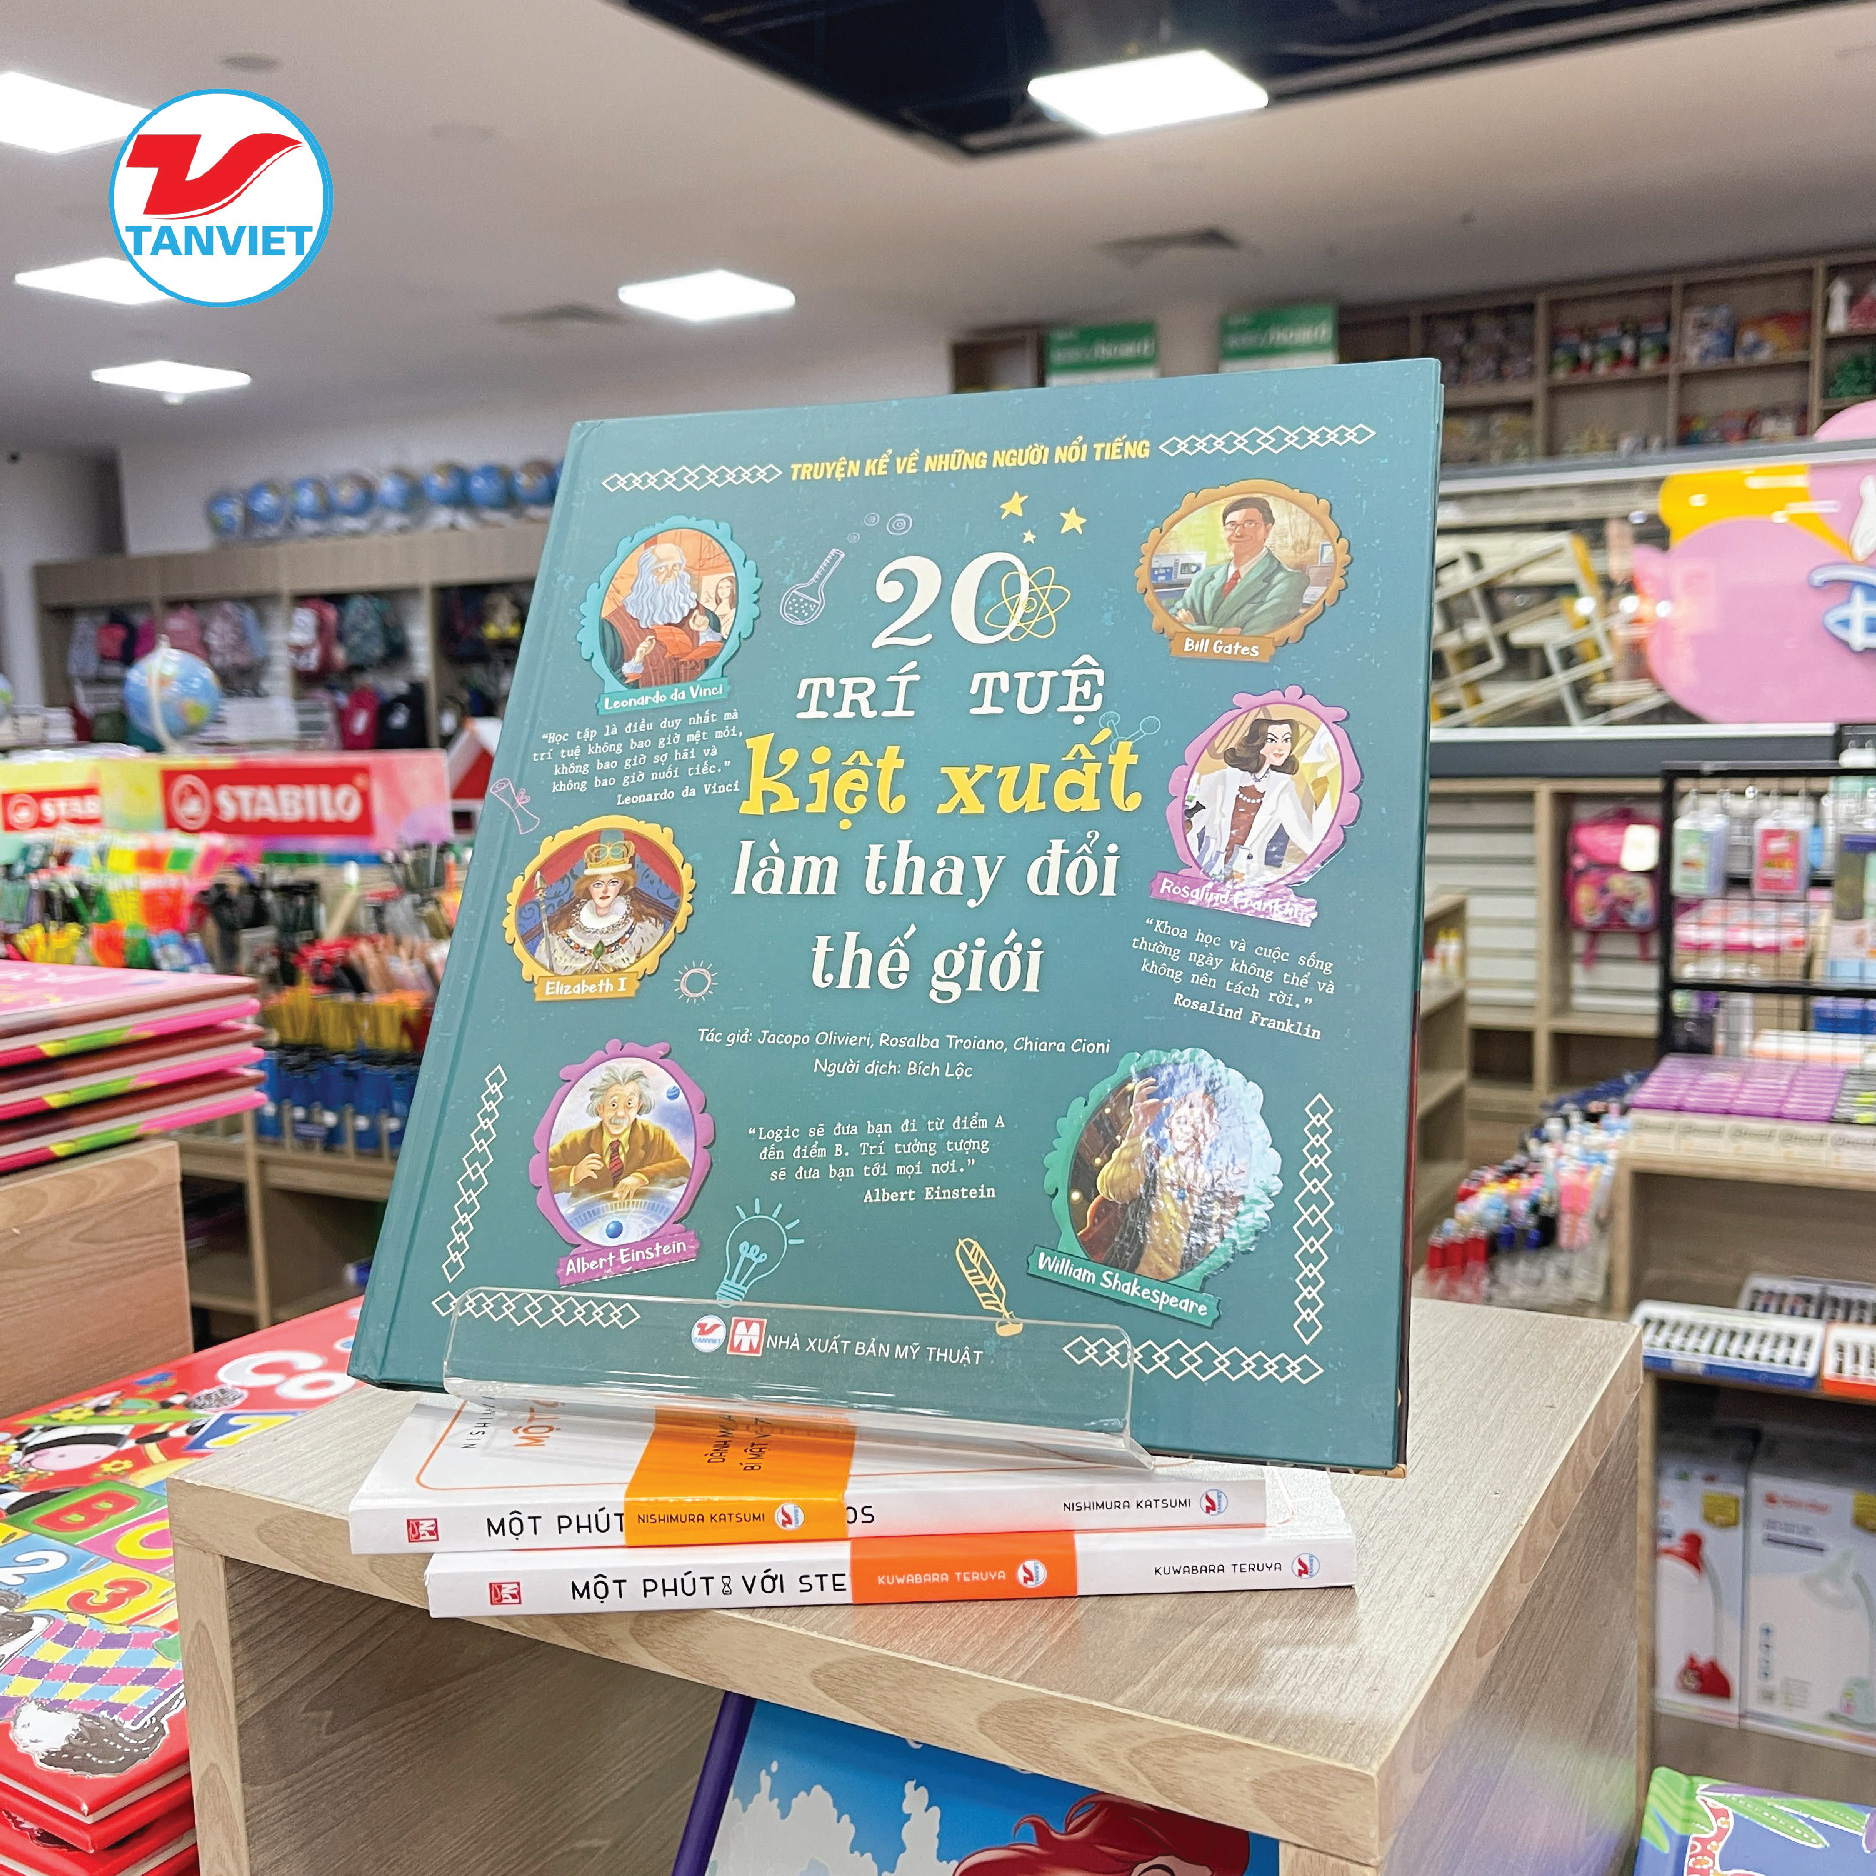 TANVIET
TRUYỆN KỂ VỀ NHỮNG NGƯỜI NỔI TIẾNG
20
TRÍ TUỆ
kiệt xuất
làm thay đổi
thế giới
Leonardo da Vinci
"Học tập là điều duy nhất mà
trí tuệ không bao giờ mệt mỏi,
không bao giờ sợ hãi và
không bao giờ nuối tiếc."
Leonardo da Vinci
Bill Gates
Rosalind Franklin
"Khoa học và cuộc sống
thường ngày không thể và
không nên tách rời."
Rosalind Franklin
Elizabeth I
Tác giả: Jacopo Olivieri, Rosalba Troiano, Chiara Cioni
Người dịch: Bích Lộc
"Logic sẽ đưa bạn đi từ điểm A
đến điểm B. Trí tưởng tượng
sẽ đưa bạn tới mọi nơi."
Albert Einstein
Albert Einstein
William Shakespeare
TANVIET
NHÀ XUẤT BẢN MỸ THUẬT
STABILO
STAB
MỘT PHÚT
NISHIMURA KATSUMI
OS
NISHIMURA KATSUMI
MỘT PHÚT VỚI STE
KUWABARA TERUYA
KUWABARA TERUYA